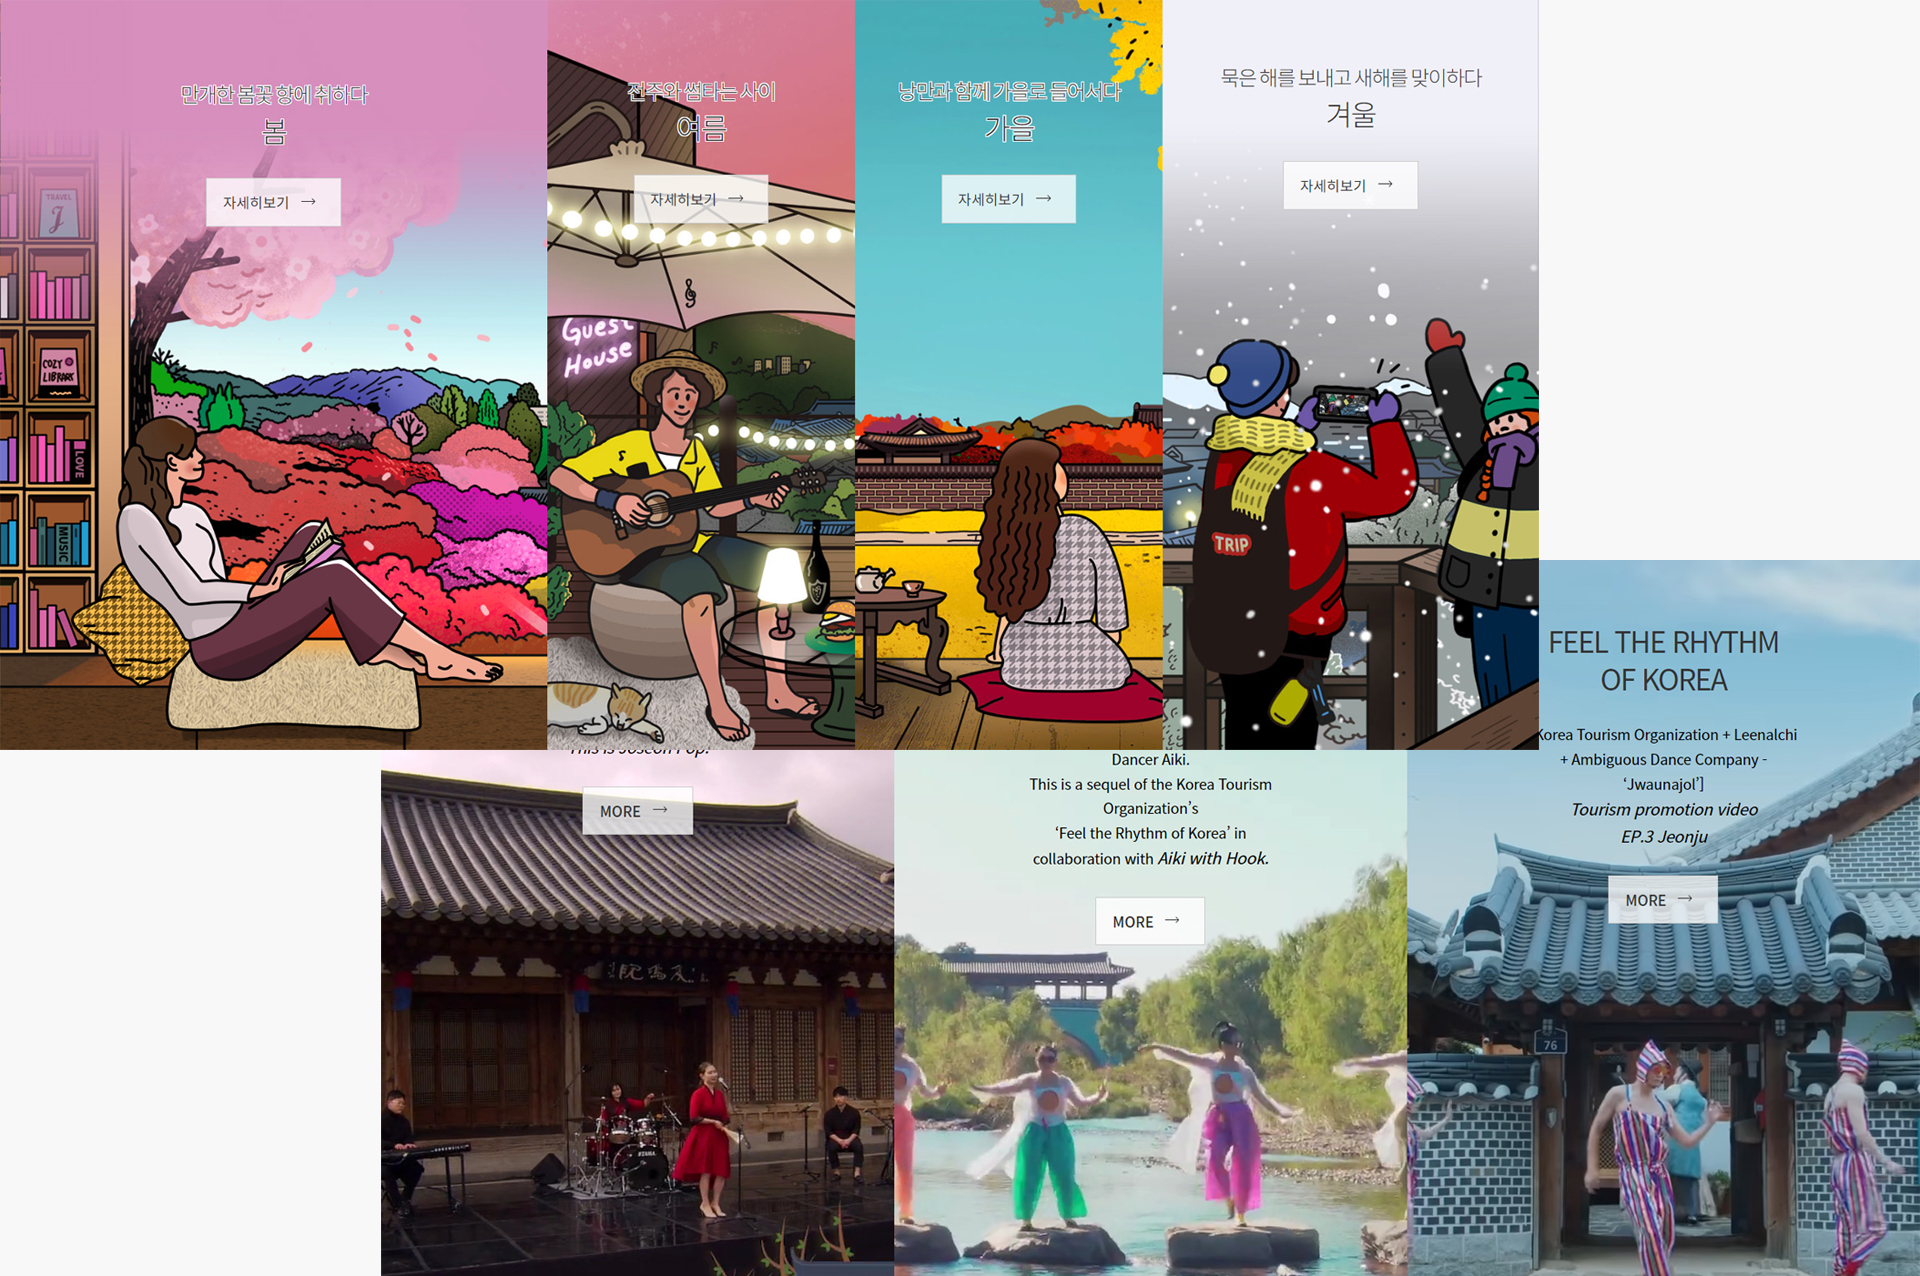 만개한 봄꽃 향에 취하다
봄
자세히보기 →
전주와 썸타는 사이
여름
자세히보기 →
낭만과 함께 가을로 들어서다
가을
자세히보기 →
묵은 해를 보내고 새해를 맞이하다
겨울
자세히보기 →
TRAVEL
J
COZY
LIBRARY
LOVE
MUSIC
Guest
House
TRIP
This is Joseon Pop.
MORE →
Dancer Aiki.
This is a sequel of the Korea Tourism
Organization's
‘Feel the Rhythm of Korea’ in
collaboration with Aiki with Hook.
MORE →
FEEL THE RHYTHM
OF KOREA
Korea Tourism Organization + Leenalchi
+ Ambiguous Dance Company -
‘Jwaunajol’]
Tourism promotion video
EP.3 Jeonju
MORE →
76